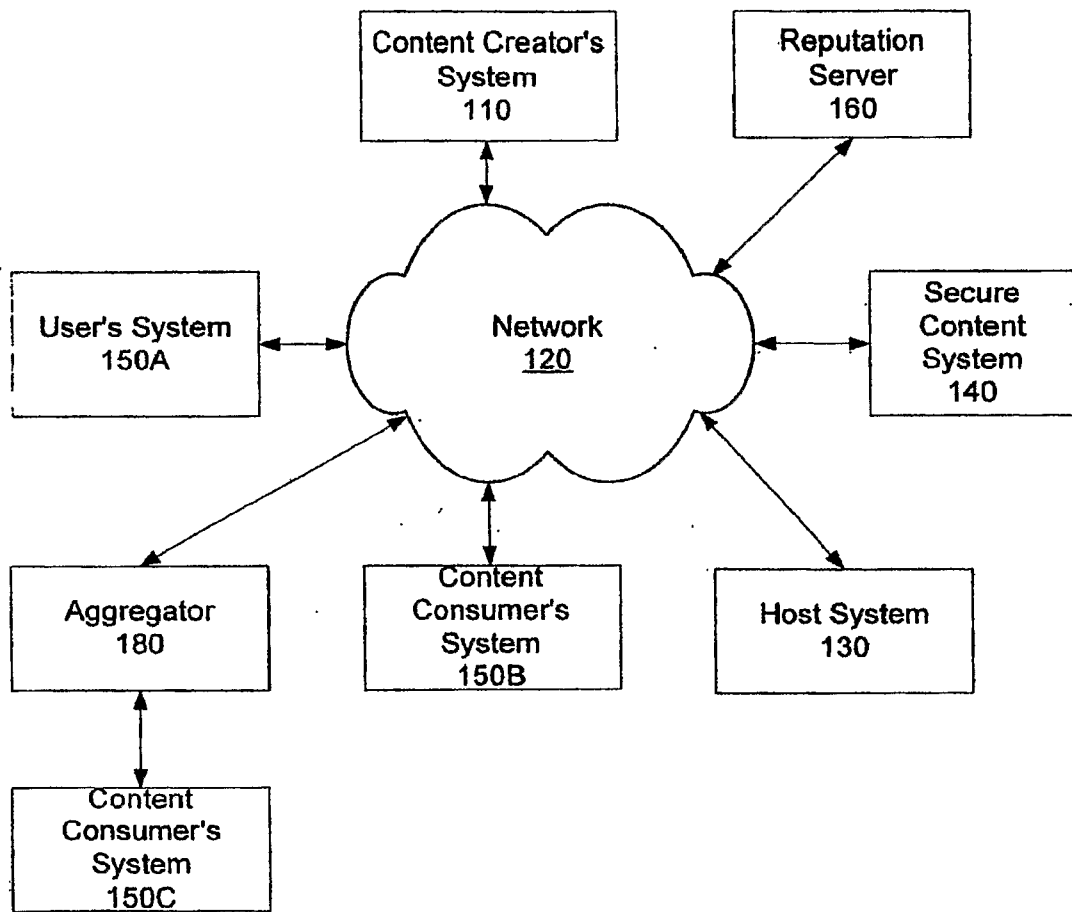 Content Creator's
System
110
Reputation
Server
160
User's System
150A
Network
120
Secure
Content
System
140
Aggregator
180
Content
Consumer's
System
150B
Host System
130
Content
Consumer's
System
150C